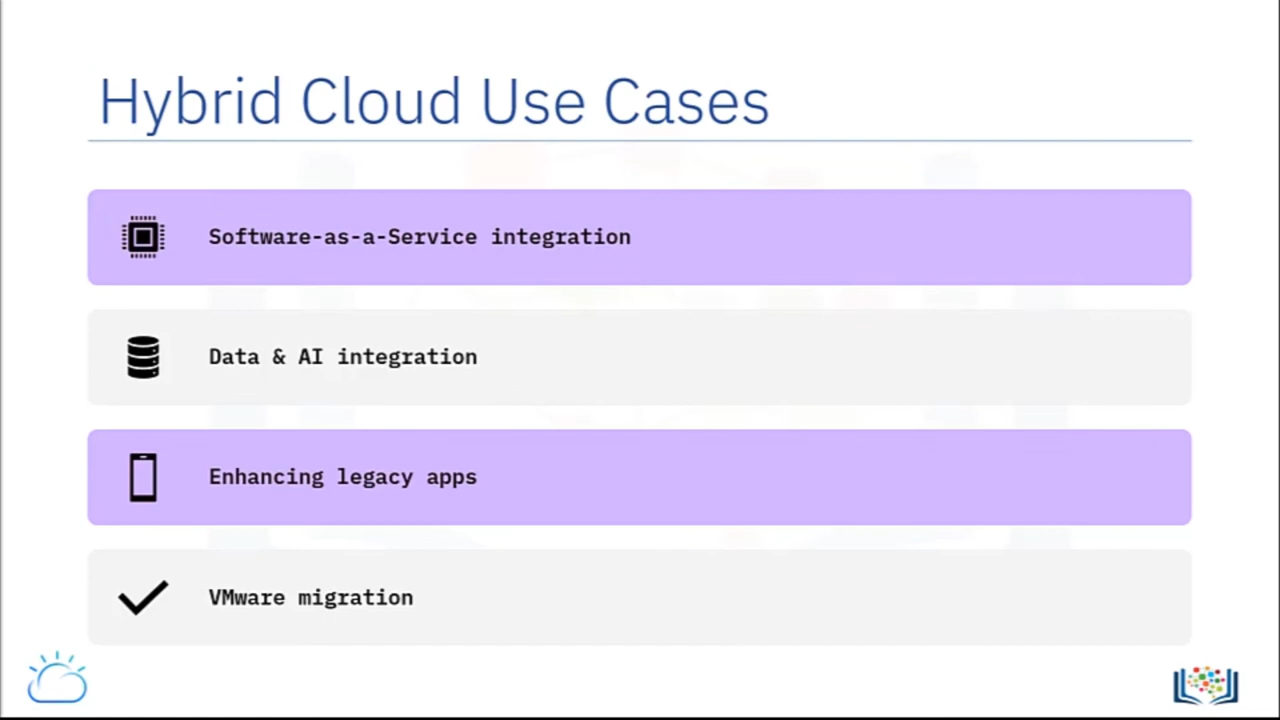 Hybrid Cloud Use Cases
Software-as-a-Service integration
Data & AI integration
Enhancing legacy apps
VMware migration